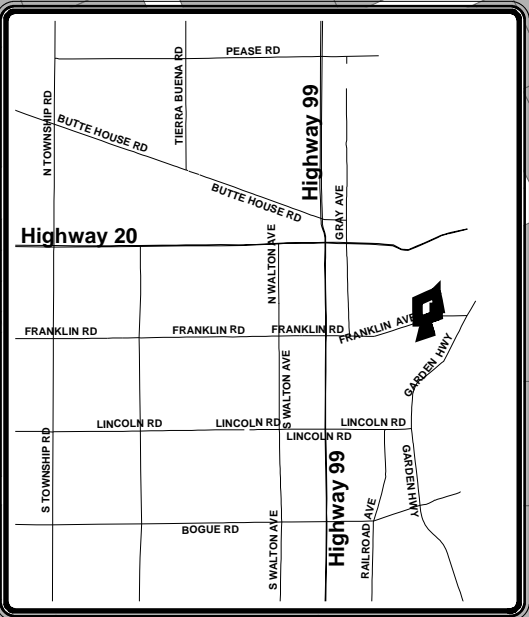 PEASE RD
TIERRA BUENA RD
N TOWNSHIP RD
Highway 99
BUTTE HOUSE RD
BUTTE HOUSE RD
GRAY AVE
Highway 20
N WALTON AVE
FRANKLIN RD
FRANKLIN RD
FRANKLIN RD
FRANKLIN AVE
GARDEN HWY
S WALTON AVE
LINCOLN RD
LINCOLN RD
LINCOLN RD
LINCOLN RD
S TOWNSHIP RD
Highway 99
GARDEN HWY
BOGUE RD
S WALTON AVE
RAILROAD AVE